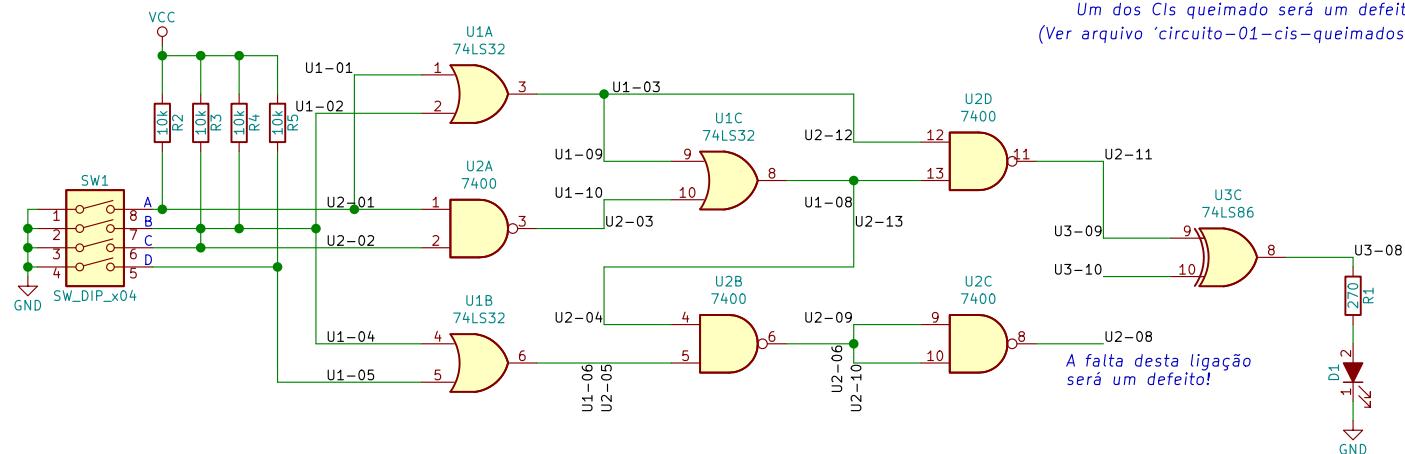 Um dos CIs queimado será um defeit
(Ver arquivo 'circuito-01-cis-queimados
VCC
U1A
74LS32
U1-01
1
2
3
U1-02
U1-03
10k
R2
10k
R3
10k
R4
10k
R5
U1C
74LS32
U1-09
9
10
8
U1-10
U1-08
U2D
7400
U2-12
12
13
11
U2-11
U2-13
SW1
A
B
C
D
1
2
3
4
8
7
6
5
SW_DIP_x04
GND
U2A
7400
U2-01
1
2
3
U2-02
U2-03
U3C
74LS86
U3-09
9
10
8
U3-10
U3-08
270
R1
U1B
74LS32
U1-04
4
5
6
U1-05
U1-06
U2-05
U2B
7400
U2-04
4
5
6
U2-06
U2-10
U2C
7400
U2-09
9
10
8
U2-08
A falta desta ligação
será um defeito!
D1
2
1
GND